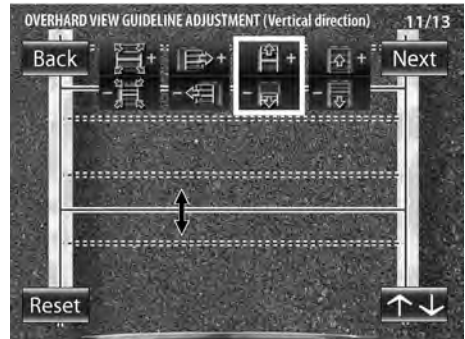 OVERHARD VIEW GUIDELINE ADJUSTMENT (Vertical direction) 11/13
Back + + + + Next
- - - -
Reset